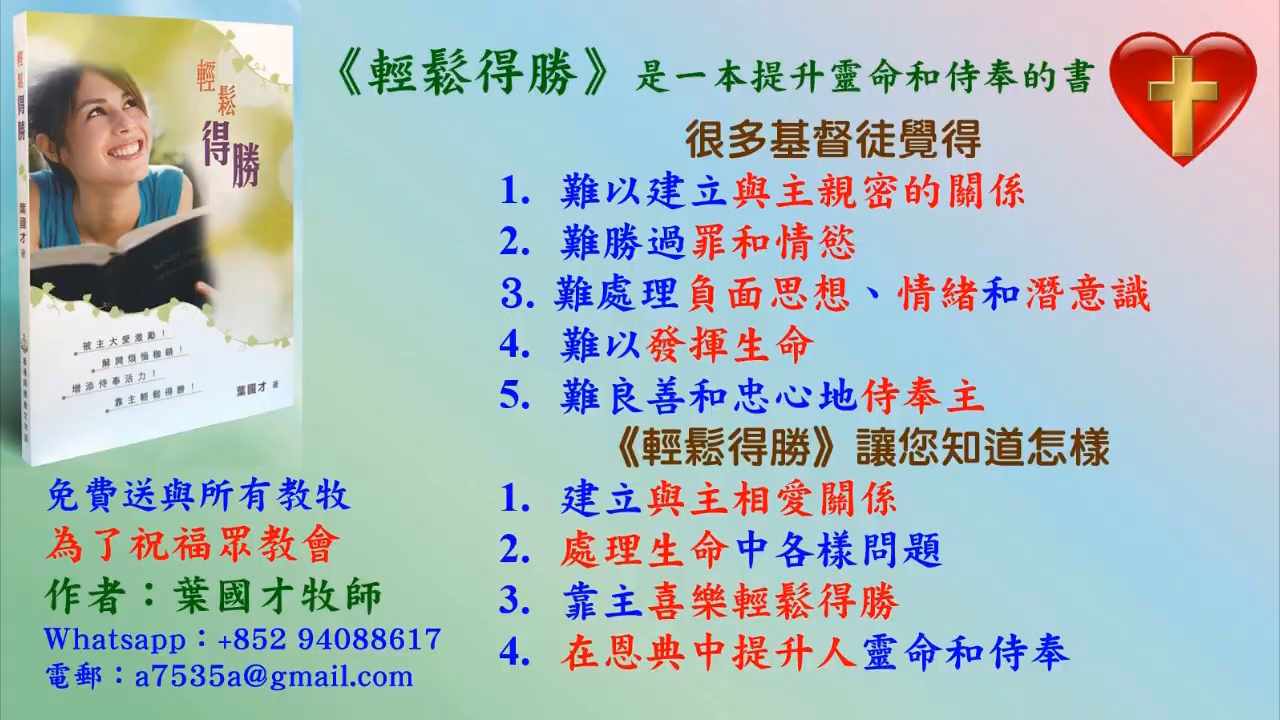 輕鬆得勝
葉國才 著
輕鬆
得勝
被主大愛激勵！
解開煩惱枷鎖！
增添侍奉活力！
靠主輕鬆得勝！
葉國才 著
《輕鬆得勝》是一本提升靈命和侍奉的書
很多基督徒覺得
1. 難以建立與主親密的關係
2. 難勝過罪和情慾
3. 難處理負面思想、情緒和潛意識
4. 難以發揮生命
5. 難良善和忠心地侍奉主
《輕鬆得勝》讓您知道怎樣
1. 建立與主相愛關係
2. 處理生命中各樣問題
3. 靠主喜樂輕鬆得勝
4. 在恩典中提升人靈命和侍奉
免費送與所有教牧
為了祝福眾教會
作者：葉國才牧師
Whatsapp：+852 94088617
電郵：a7535a@gmail.com